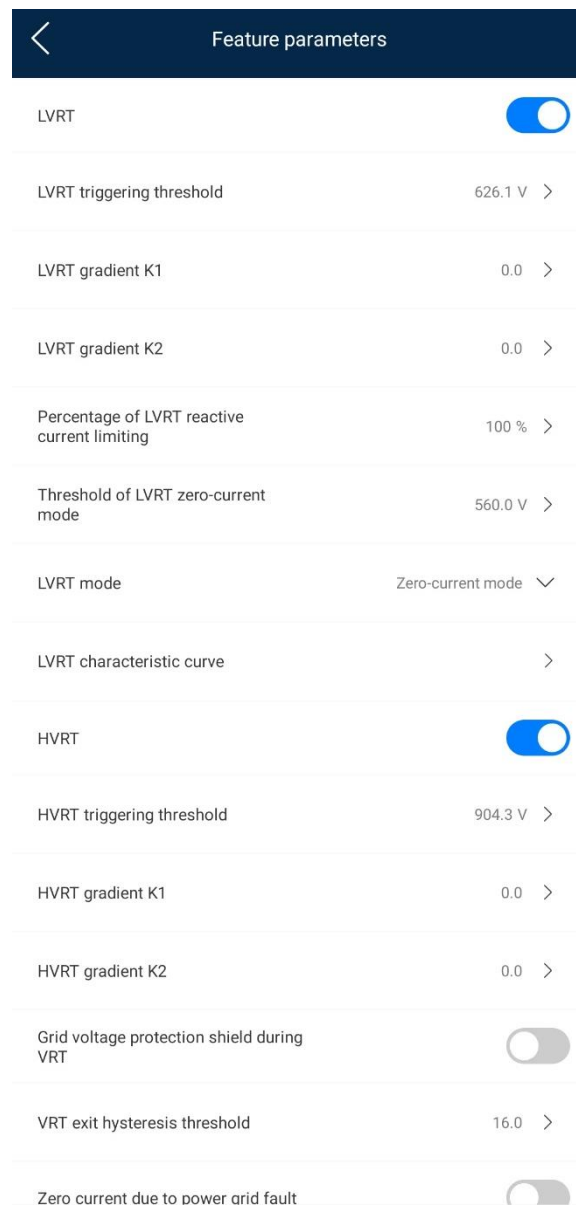 Feature parameters
LVRT
LVRT triggering threshold 626.1 V
LVRT gradient K1 0.0
LVRT gradient K2 0.0
Percentage of LVRT reactive
current limiting 100 %
Threshold of LVRT zero-current
mode 560.0 V
LVRT mode Zero-current mode
LVRT characteristic curve
HVRT
HVRT triggering threshold 904.3 V
HVRT gradient K1 0.0
HVRT gradient K2 0.0
Grid voltage protection shield during
VRT
VRT exit hysteresis threshold 16.0
Zero current due to power grid fault